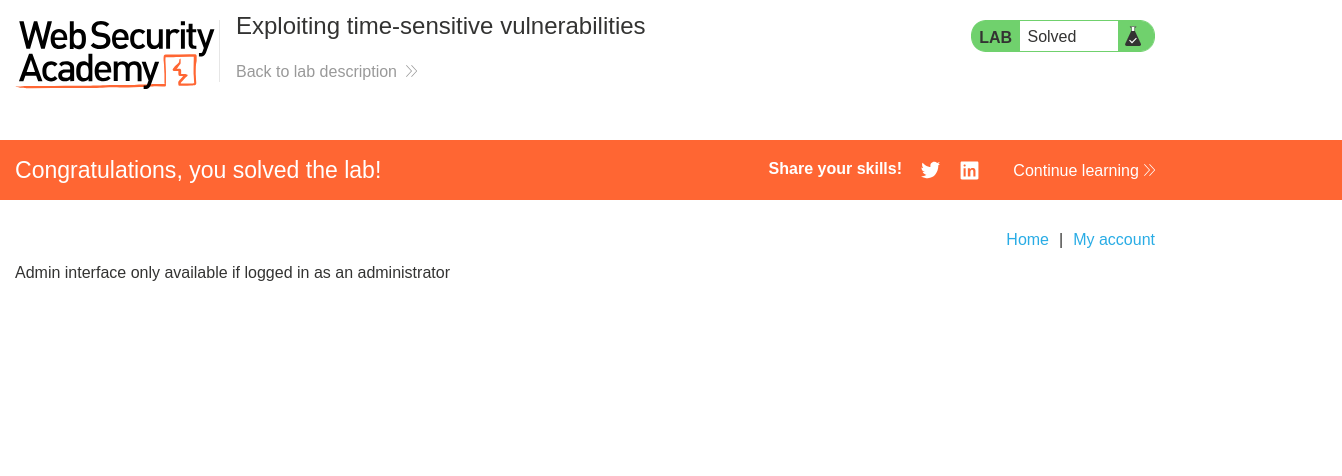 Web Security
Academy
Exploiting time-sensitive vulnerabilities
Back to lab description
LAB Solved
Congratulations, you solved the lab!
Share your skills!
Continue learning
Home | My account
Admin interface only available if logged in as an administrator